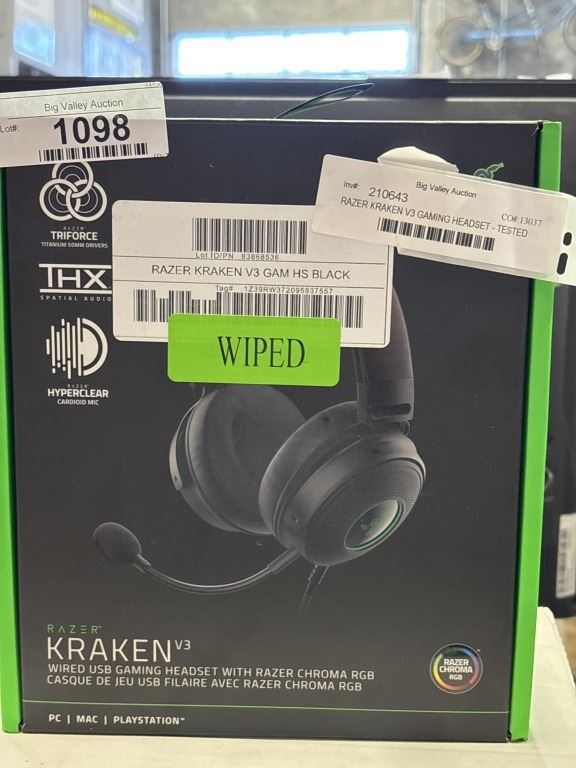 Big Valley Auction
Lot#: 1098
Inv#: 210643
Big Valley Auction
CO#:13037
RAZER KRAKEN V3 GAMING HEADSET - TESTED
RAZER
TRIFORCE
TITANIUM 50MM DRIVERS
THX
SPATIAL AUDIO
RAZER
HYPERCLEAR
CARDIOID MIC
Lot ID/PN 83868536
RAZER KRAKEN V3 GAM HS BLACK
Tag# 1Z39RW372095937557
WIPED
RAZER
KRAKEN V3
WIRED USB GAMING HEADSET WITH RAZER CHROMA RGB
CASQUE DE JEU USB FILAIRE AVEC RAZER CHROMA RGB
RAZER
CHROMA
RGB
PC | MAC | PLAYSTATION™